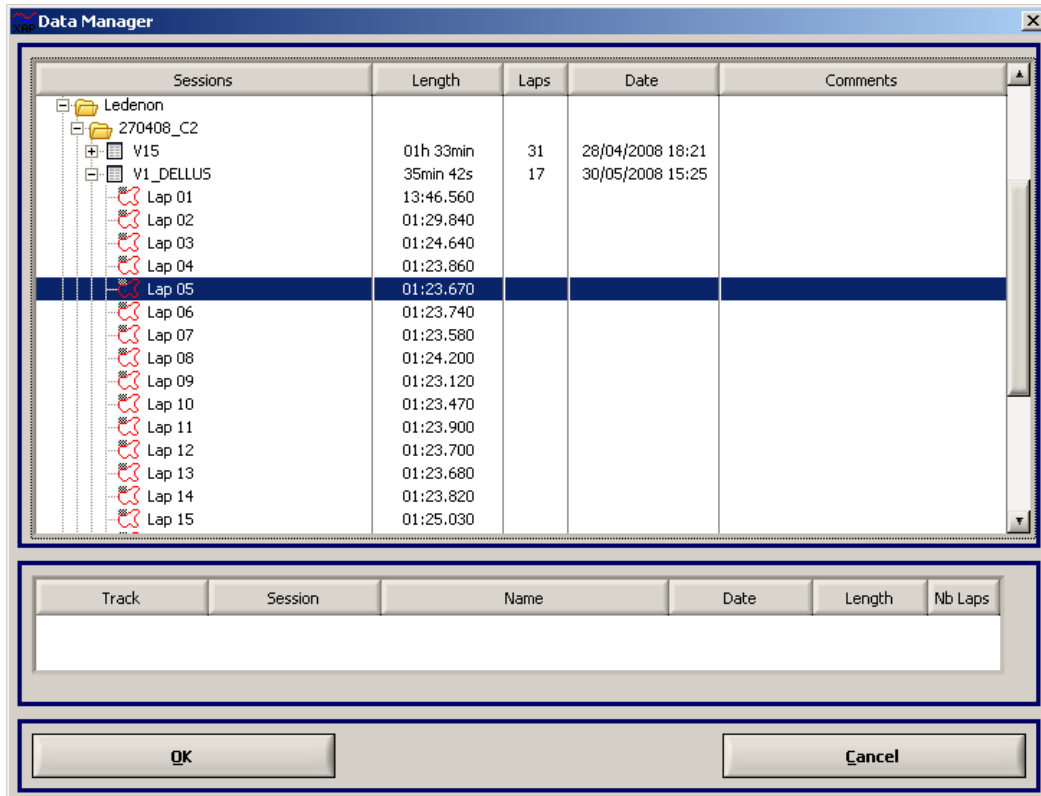 XAP Data Manager
Sessions Length Laps Date Comments
Ledenon
270408_C2
V15 01h 33min 31 28/04/2008 18:21
V1_DELLUS 35min 42s 17 30/05/2008 15:25
Lap 01 13:46.560
Lap 02 01:29.840
Lap 03 01:24.640
Lap 04 01:23.860
Lap 05 01:23.670
Lap 06 01:23.740
Lap 07 01:23.580
Lap 08 01:24.200
Lap 09 01:23.120
Lap 10 01:23.470
Lap 11 01:23.900
Lap 12 01:23.700
Lap 13 01:23.680
Lap 14 01:23.820
Lap 15 01:25.030
Track Session Name Date Length Nb Laps
OK Cancel